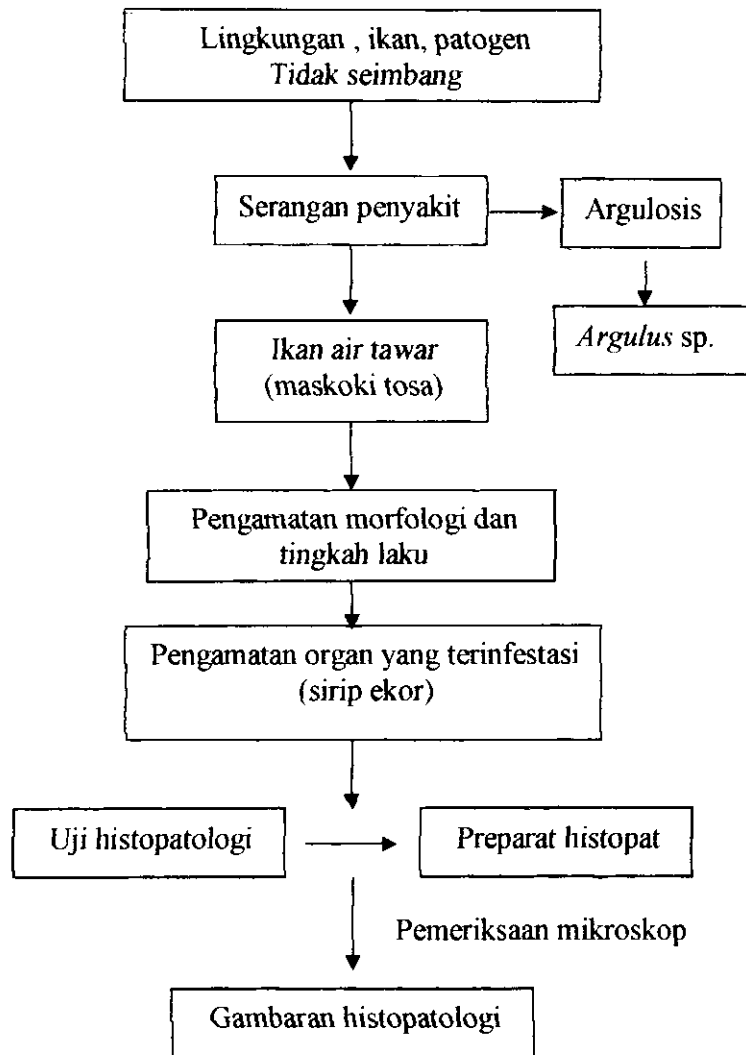 Lingkungan , ikan, patogen
Tidak seimbang
Serangan penyakit
Argulosis
Argulus sp.
Ikan air tawar
(maskoki tosa)
Pengamatan morfologi dan
tingkah laku
Pengamatan organ yang terinfestasi
(sirip ekor)
Uji histopatologi
Preparat histopat
Pemeriksaan mikroskop
Gambaran histopatologi